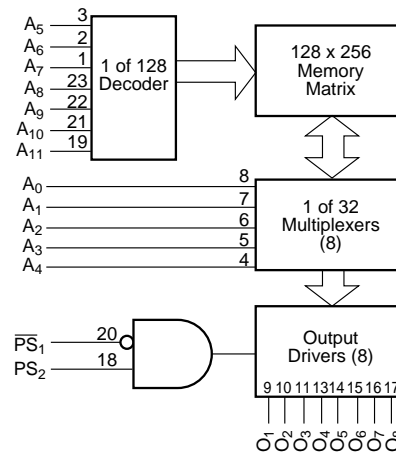 A5 3
A6 2
A7 1
A8 23
A9 22
A10 21
A11 19
1 of 128
Decoder
128 x 256
Memory
Matrix
A0 8
A1 7
A2 6
A3 5
A4 4
1 of 32
Multiplexers
(8)
PS1 20
PS2 18
Output
Drivers (8)
9 10 11 13 14 15 16 17
O1 O2 O3 O4 O5 O6 O7 O8